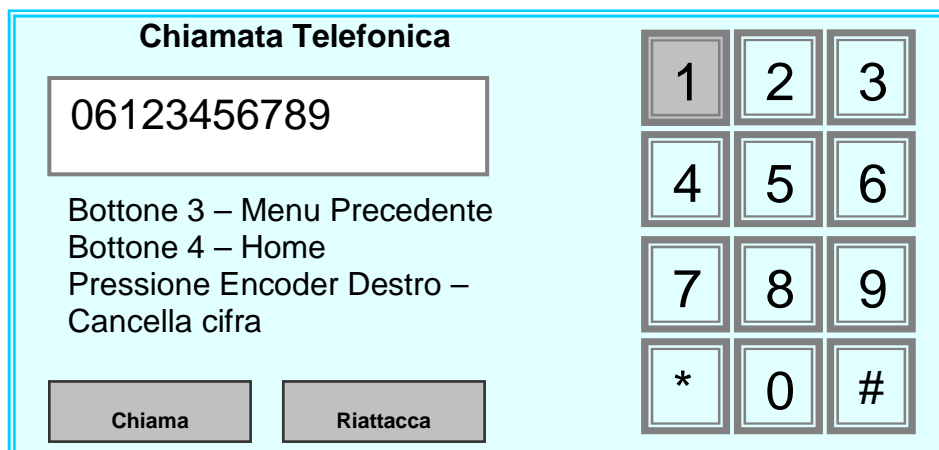 Chiamata Telefonica
06123456789
Bottone 3 – Menu Precedente
Bottone 4 – Home
Pressione Encoder Destro –
Cancella cifra
Chiama Riattacca
1 2 3
4 5 6
7 8 9
* 0 #